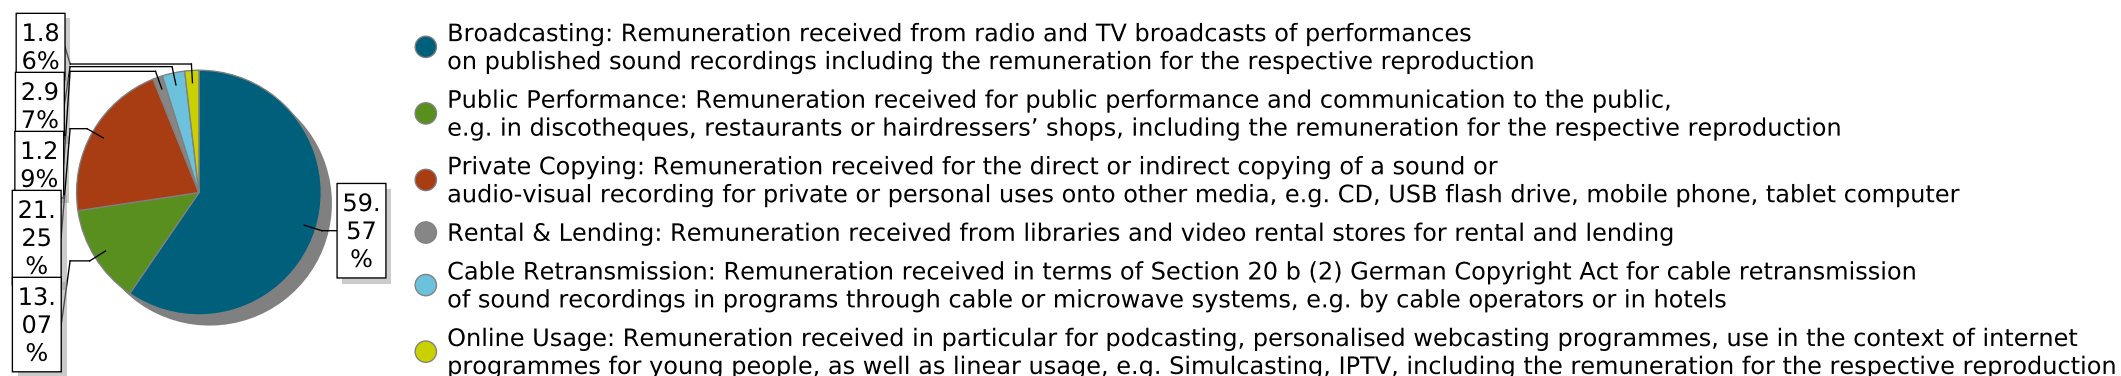 1.8
6%
2.9
7%
1.2
9%
21.
25
%
13.
07
%
59.
57
%
Broadcasting: Remuneration received from radio and TV broadcasts of performances
on published sound recordings including the remuneration for the respective reproduction
Public Performance: Remuneration received for public performance and communication to the public,
e.g. in discotheques, restaurants or hairdressers’ shops, including the remuneration for the respective reproduction
Private Copying: Remuneration received for the direct or indirect copying of a sound or
audio-visual recording for private or personal uses onto other media, e.g. CD, USB flash drive, mobile phone, tablet computer
Rental & Lending: Remuneration received from libraries and video rental stores for rental and lending
Cable Retransmission: Remuneration received in terms of Section 20 b (2) German Copyright Act for cable retransmission
of sound recordings in programs through cable or microwave systems, e.g. by cable operators or in hotels
Online Usage: Remuneration received in particular for podcasting, personalised webcasting programmes, use in the context of internet
programmes for young people, as well as linear usage, e.g. Simulcasting, IPTV, including the remuneration for the respective reproduction